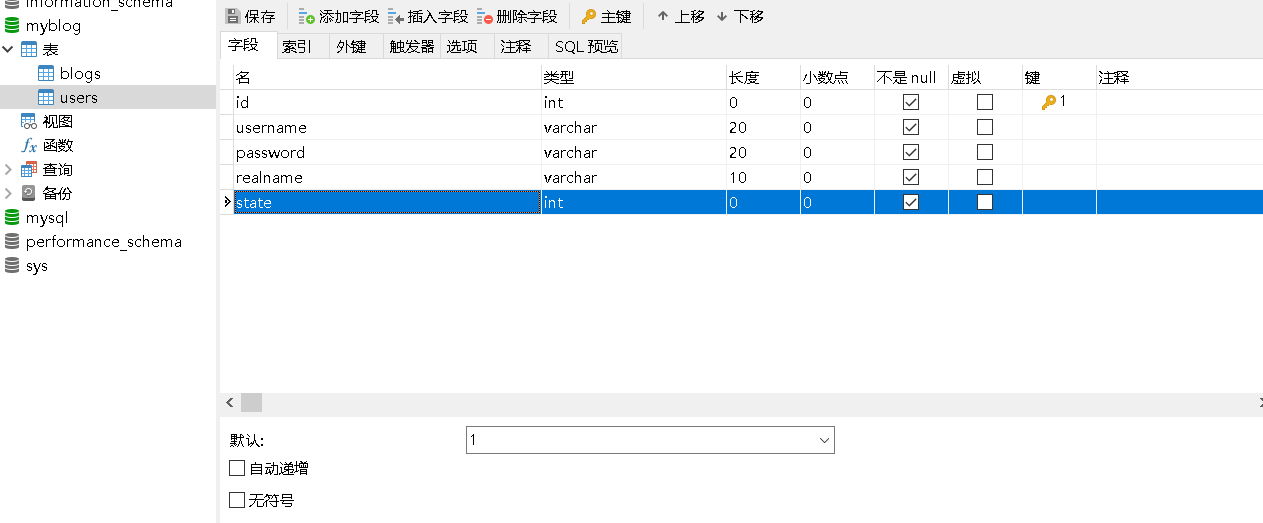 information_schema
myblog
表
blogs
users
视图
fx 函数
查询
备份
mysql
performance_schema
sys
保存 添加字段 插入字段 删除字段 主键 上移 下移
字段 索引 外键 触发器 选项 注释 SQL 预览
名 类型 长度 小数点 不是 null 虚拟 键 注释
id int 0 0 1
username varchar 20 0
password varchar 20 0
realname varchar 10 0
state int 0 0
默认: 1
自动递增
无符号